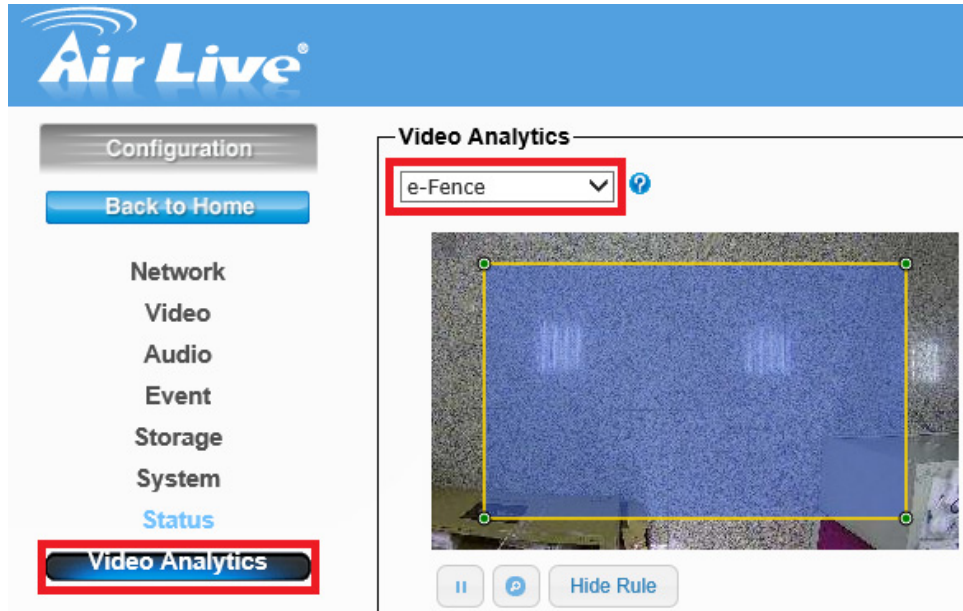 Air Live®
Configuration
Back to Home
Network
Video
Audio
Event
Storage
System
Status
Video Analytics
Video Analytics
e-Fence
?
Hide Rule